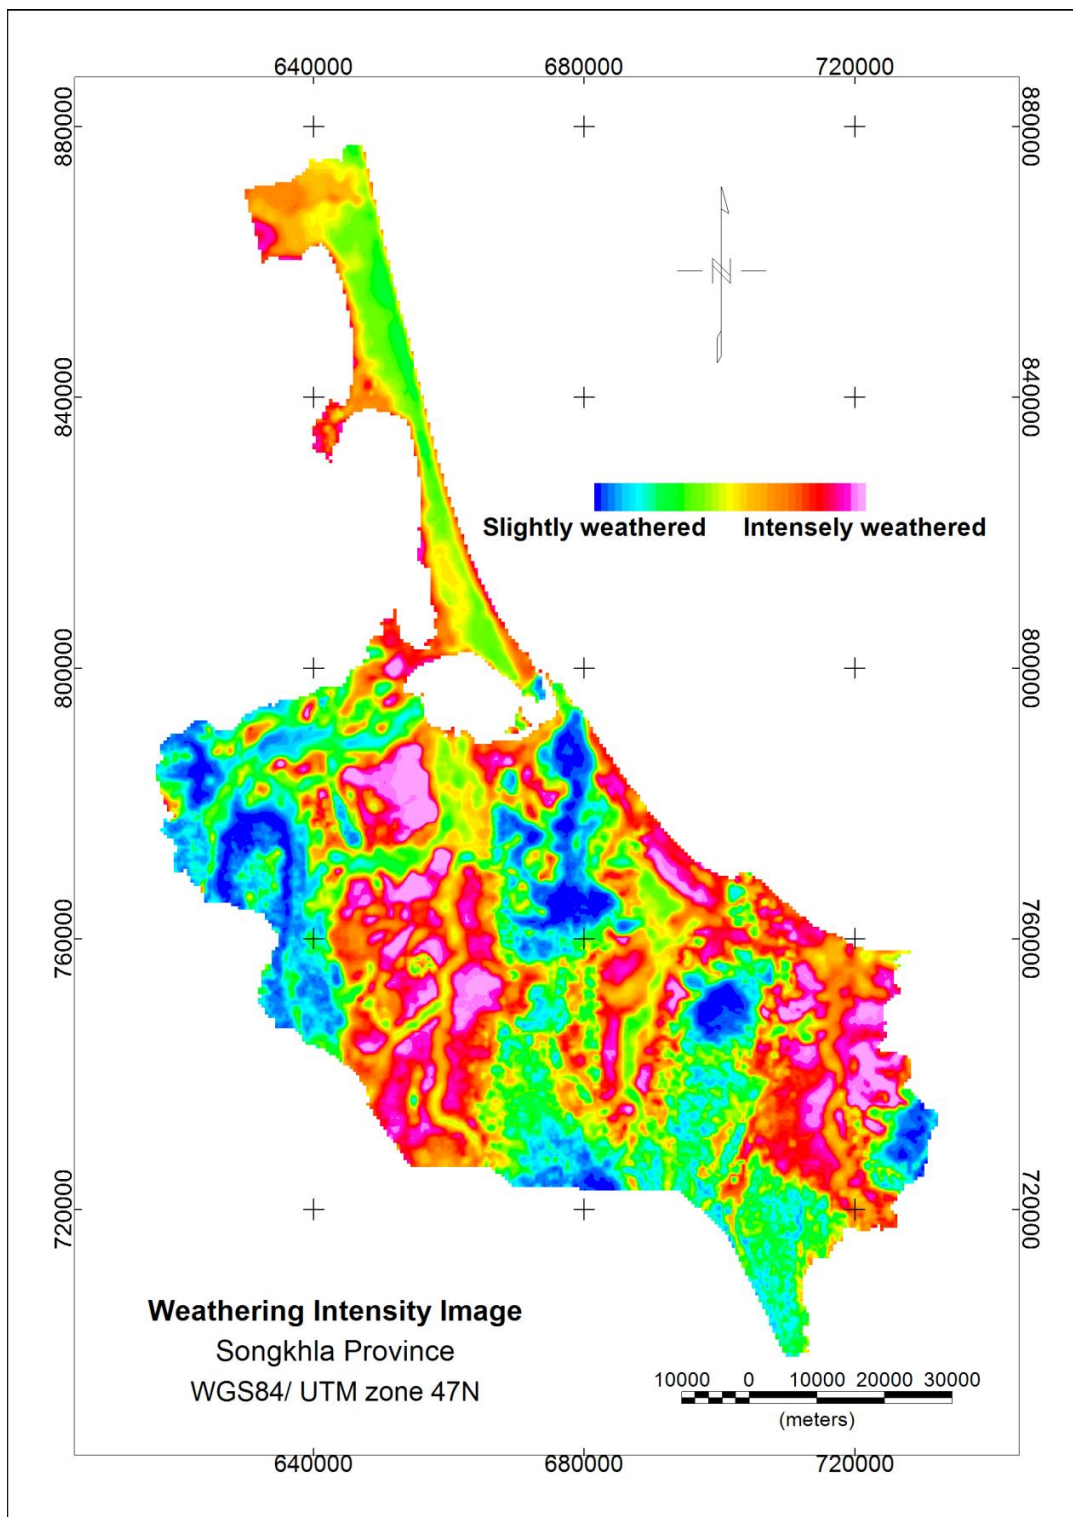 640000 680000 720000
880000 880000
840000 840000
Slightly weathered Intensely weathered
800000 800000
760000 760000
720000 720000
Weathering Intensity Image
Songkhla Province
WGS84/ UTM zone 47N
10000 0 10000 20000 30000
(meters)
640000 680000 720000
N